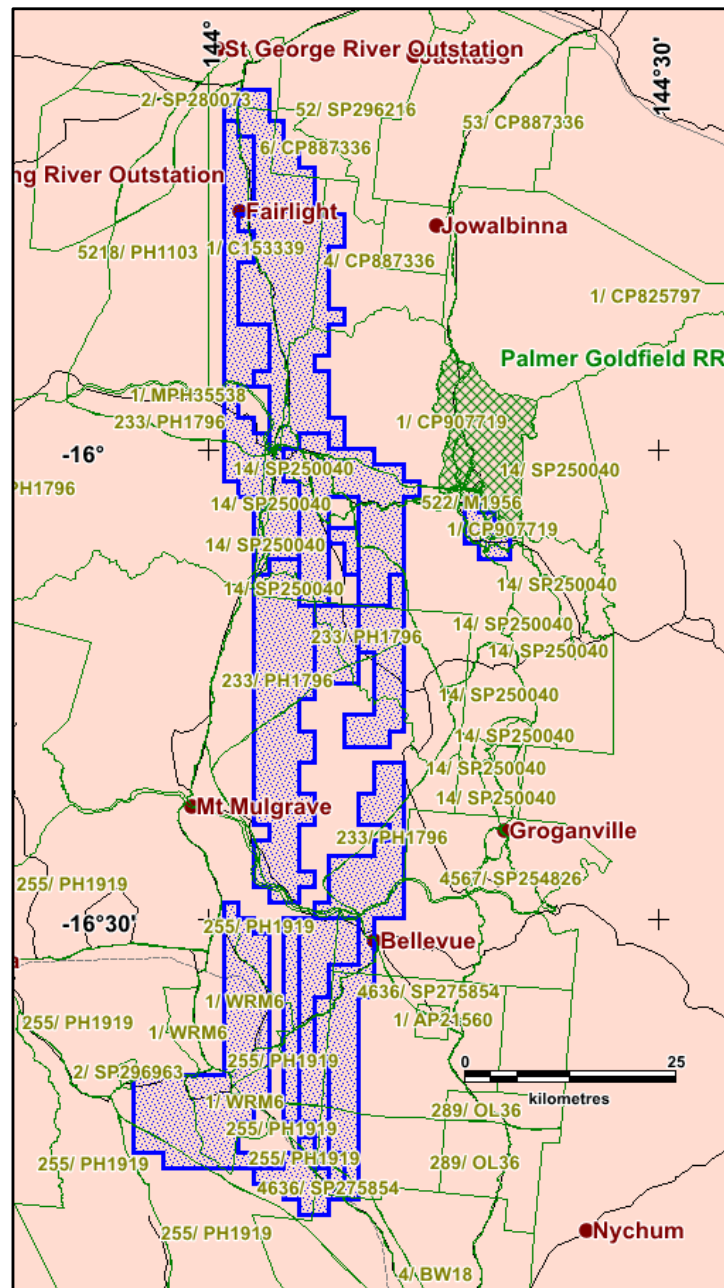 144°
144°30'
St George River Outstation
Jackass
2/ SP280073
52/ SP296216
53/ CP887336
6/ CP887336
ng River Outstation
Fairlight
Jowalbinna
5218/ PH1103
1/ C153339
4/ CP887336
1/ CP825797
Palmer Goldfield RR
1/ MPH35538
233/ PH1796
1/ CP907719
-16°
14/ SP250040
14/ SP250040
PH1796
14/ SP250040
522/ M1956
1/ CP907719
14/ SP250040
14/ SP250040
14/ SP250040
14/ SP250040
233/ PH1796
14/ SP250040
233/ PH1796
14/ SP250040
14/ SP250040
14/ SP250040
14/ SP250040
Mt Mulgrave
Groganville
233/ PH1796
255/ PH1919
4567/ SP254826
-16°30'
255/ PH1919
Bellevue
a
4636/ SP275854
1/ WRM6
1/ AP21560
255/ PH1919
1/ WRM6
255/ PH1919
2/ SP296963
25
kilometres
1/ WRM6
289/ OL36
255/ PH1919
255/ PH1919
255/ PH1919
289/ OL36
4636/ SP275854
255/ PH1919
Nychum
4/ BW18